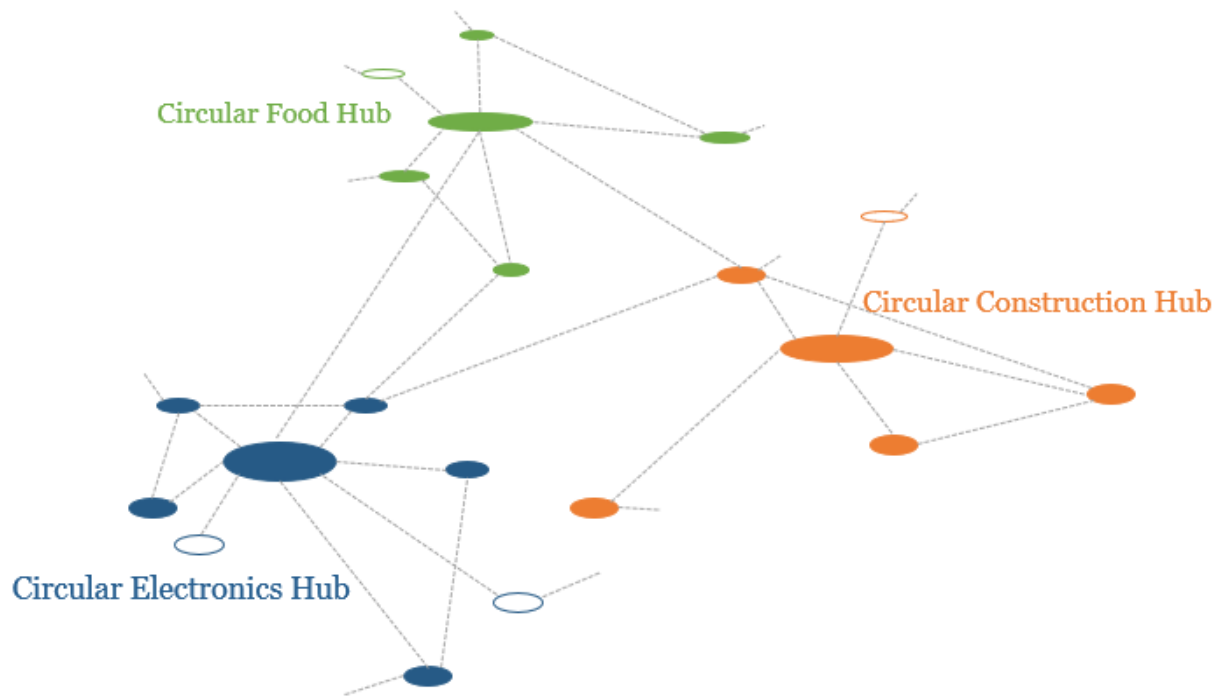 Circular Food Hub
Circular Construction Hub
Circular Electronics Hub